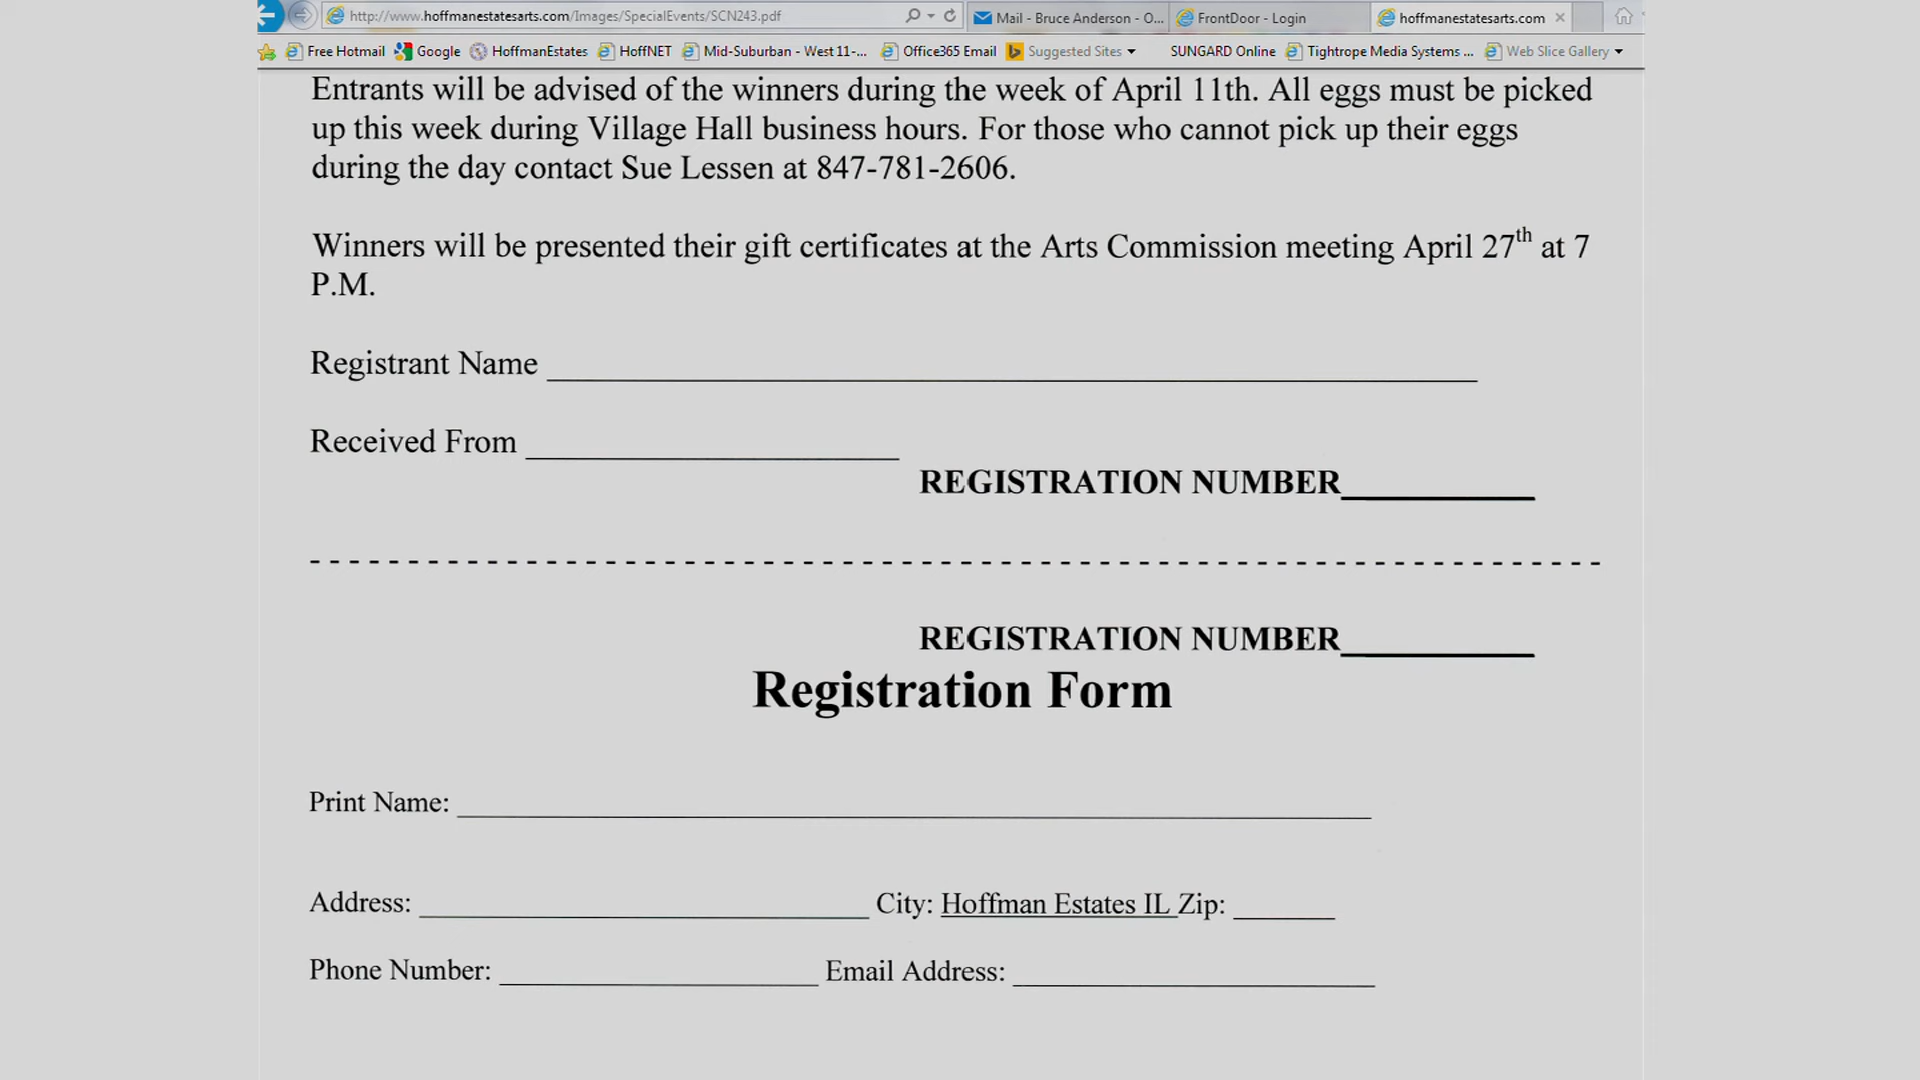 http://www.hoffmanestatesarts.com/Images/SpecialEvents/SCN243.pdf
Mail - Bruce Anderson - O...
FrontDoor - Login
hoffmanestatesarts.com
Free Hotmail Google HoffmanEstates HoffNET Mid-Suburban - West 11-... Office365 Email Suggested Sites SUNGARD Online Tightrope Media Systems ... Web Slice Gallery
Entrants will be advised of the winners during the week of April 11th. All eggs must be picked
up this week during Village Hall business hours. For those who cannot pick up their eggs
during the day contact Sue Lessen at 847-781-2606.
Winners will be presented their gift certificates at the Arts Commission meeting April 27th at 7
P.M.
Registrant Name
Received From
REGISTRATION NUMBER
REGISTRATION NUMBER
Registration Form
Print Name:
Address: City: Hoffman Estates IL Zip:
Phone Number: Email Address: